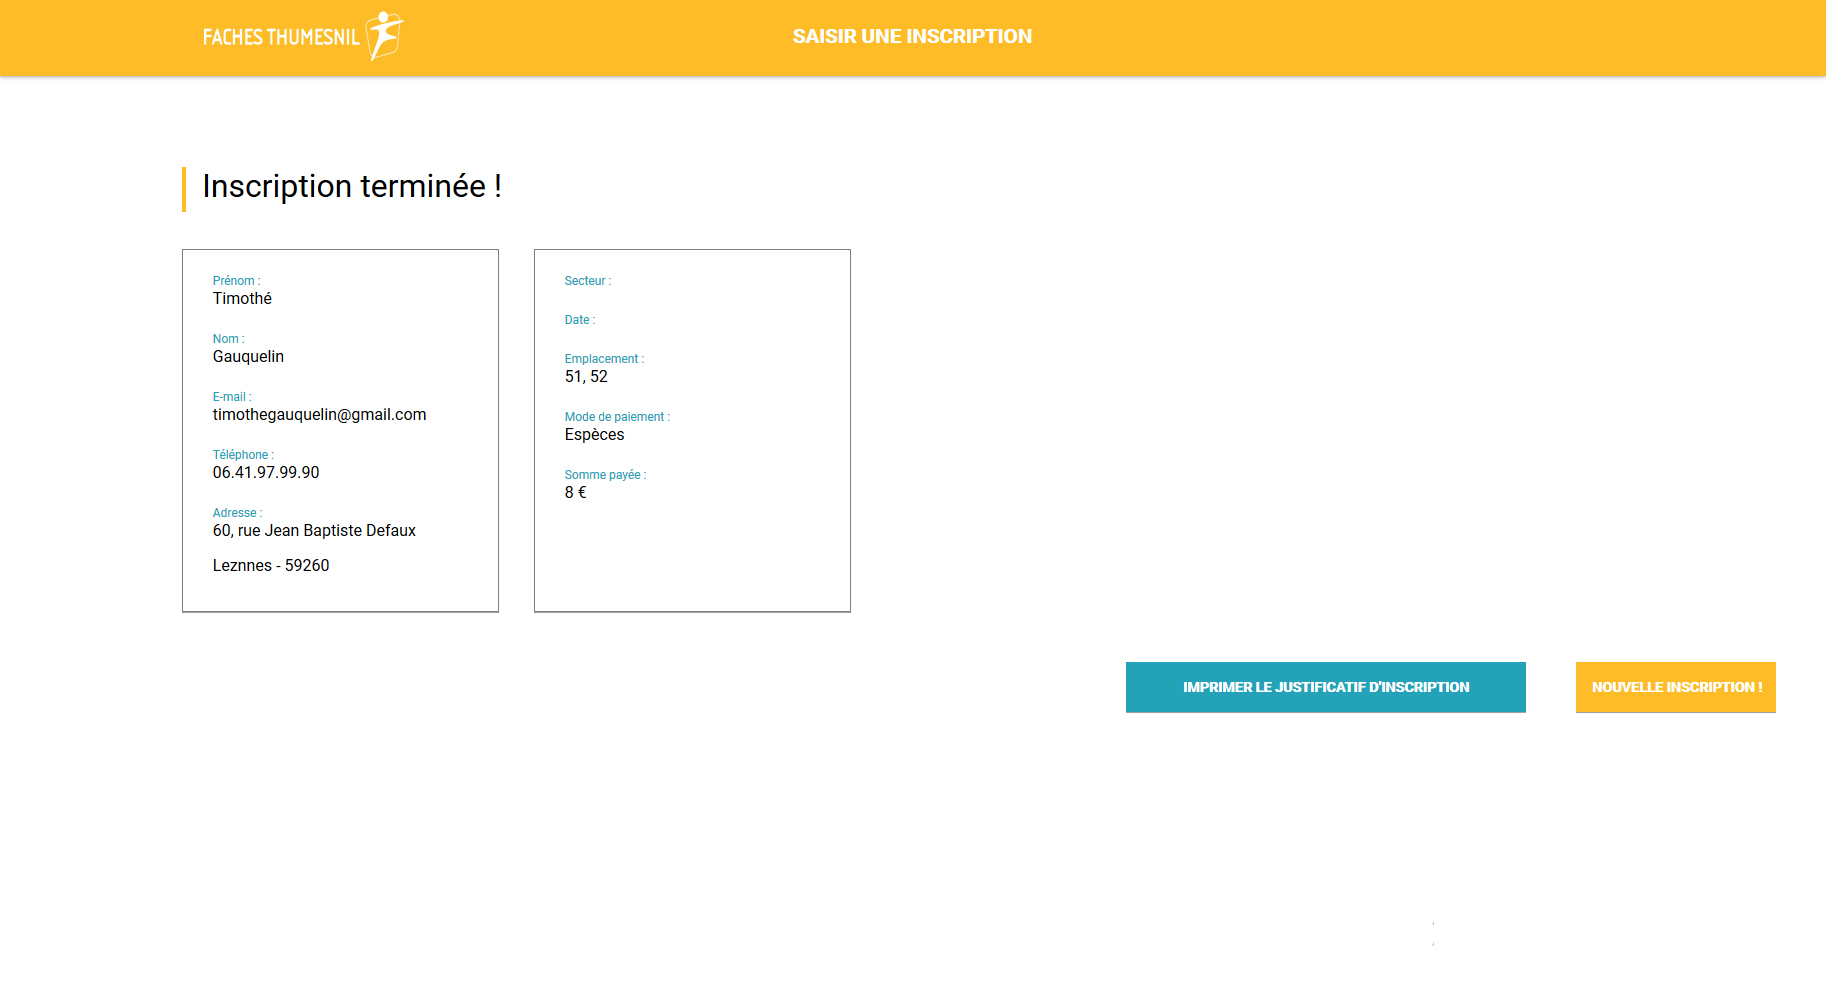 FACHES THUMESNIL
SAISIR UNE INSCRIPTION
Inscription terminée !
Prénom :
Timothé
Nom :
Gauquelin
E-mail :
timothegauquelin@gmail.com
Téléphone :
06.41.97.99.90
Adresse :
60, rue Jean Baptiste Defaux
Leznnes - 59260
Secteur :
Date :
Emplacement :
51, 52
Mode de paiement :
Espèces
Somme payée :
8 €
IMPRIMER LE JUSTIFICATIF D'INSCRIPTION
NOUVELLE INSCRIPTION !